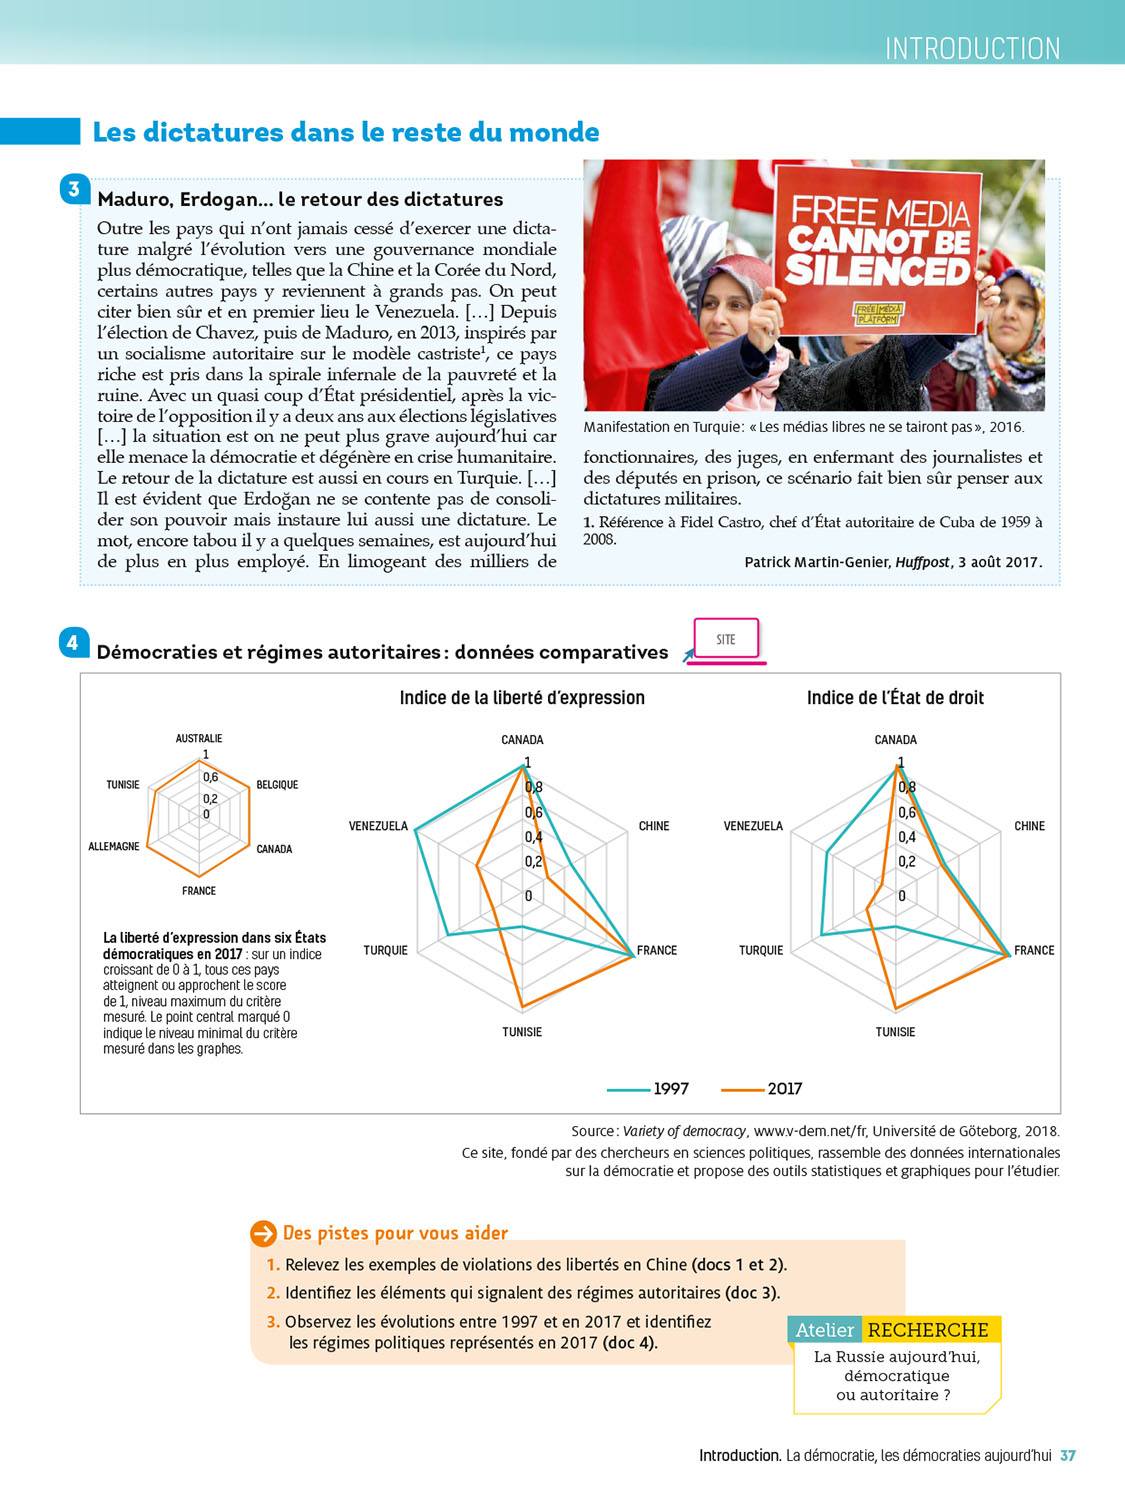 INTRODUCTION
Les dictatures dans le reste du monde
3
Maduro, Erdogan... le retour des dictatures
Outre les pays qui n'ont jamais cessé d'exercer une dicta-
ture malgré l'évolution vers une gouvernance mondiale
plus démocratique, telles que la Chine et la Corée du Nord,
certains autres pays y reviennent à grands pas. On peut
citer bien sûr et en premier lieu le Venezuela. [...] Depuis
l'élection de Chavez, puis de Maduro, en 2013, inspirés par
un socialisme autoritaire sur le modèle castriste¹, ce pays
riche est pris dans la spirale infernale de la pauvreté et la
ruine. Avec un quasi coup d'État présidentiel, après la vic-
toire de l'opposition il y a deux ans aux élections législatives
[...] la situation est on ne peut plus grave aujourd'hui car
elle menace la démocratie et dégénère en crise humanitaire.
Le retour de la dictature est aussi en cours en Turquie. [...]
Il est évident que Erdoğan ne se contente pas de consoli-
der son pouvoir mais instaure lui aussi une dictature. Le
mot, encore tabou il y a quelques semaines, est aujourd'hui
de plus en plus employé. En limogeant des milliers de
FREE MEDIA
CANNOT BE
SILENCED
FREE MEDIA
PLATFORM
Manifestation en Turquie : « Les médias libres ne se tairont pas », 2016.
fonctionnaires, des juges, en enfermant des journalistes et
des députés en prison, ce scénario fait bien sûr penser aux
dictatures militaires.
1. Référence à Fidel Castro, chef d'État autoritaire de Cuba de 1959 à
2008.
Patrick Martin-Genier, Huffpost, 3 août 2017.
4
Démocraties et régimes autoritaires : données comparatives
SITE
AUSTRALIE
1
0,6
0,2
0
TUNISIE
BELGIQUE
ALLEMAGNE
CANADA
FRANCE
La liberté d'expression dans six États
démocratiques en 2017 : sur un indice
croissant de 0 à 1, tous ces pays
atteignent ou approchent le score
de 1, niveau maximum du critère
mesuré. Le point central marqué 0
indique le niveau minimal du critère
mesuré dans les graphes.
Indice de la liberté d'expression
CANADA
1
0,8
0,6
0,4
0,2
0
VENEZUELA
CHINE
TURQUIE
FRANCE
TUNISIE
Indice de l'État de droit
CANADA
1
0,8
0,6
0,4
0,2
0
VENEZUELA
CHINE
TURQUIE
FRANCE
TUNISIE
1997
2017
Source : Variety of democracy, www.v-dem.net/fr, Université de Göteborg, 2018.
Ce site, fondé par des chercheurs en sciences politiques, rassemble des données internationales
sur la démocratie et propose des outils statistiques et graphiques pour l'étudier.
Des pistes pour vous aider
1. Relevez les exemples de violations des libertés en Chine (docs 1 et 2).
2. Identifiez les éléments qui signalent des régimes autoritaires (doc 3).
3. Observez les évolutions entre 1997 et en 2017 et identifiez
les régimes politiques représentés en 2017 (doc 4).
Atelier RECHERCHE
La Russie aujourd'hui,
démocratique
ou autoritaire ?
Introduction. La démocratie, les démocraties aujourd'hui 37